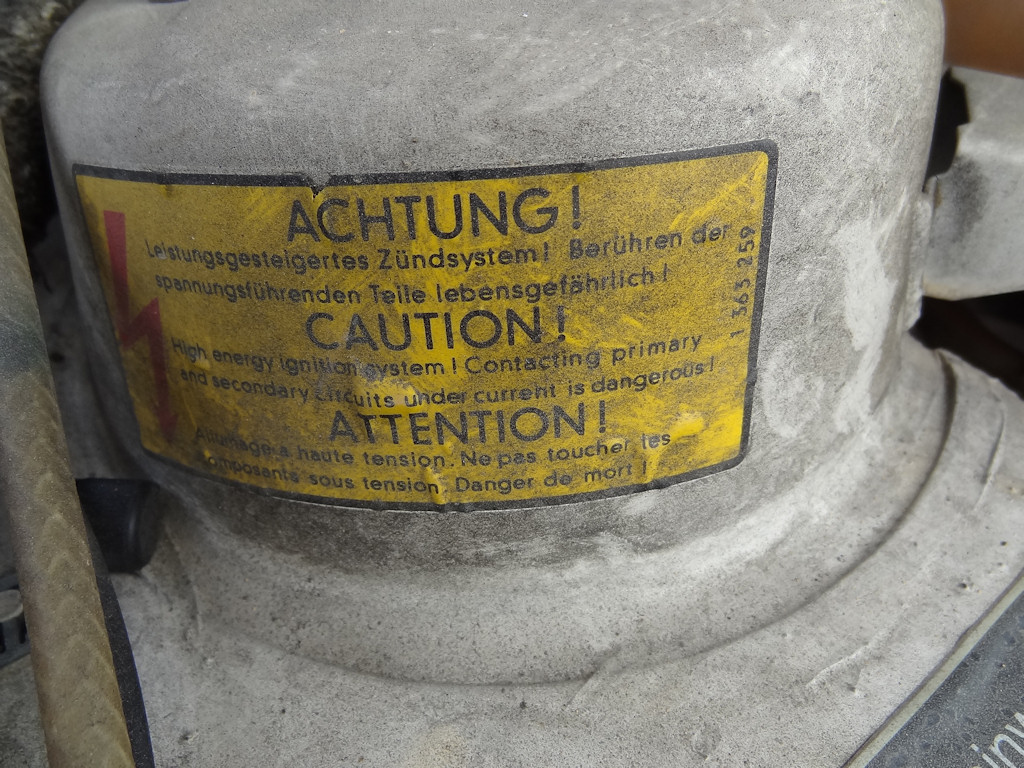 ACHTUNG!
Leistungsgesteigertes Zündsystem! Berühren der
spannungsführenden Teile lebensgefährlich!
CAUTION!
High energy ignition system! Contacting primary
and secondary circuits under current is dangerous!
ATTENTION!
Allumage a haute tension. Ne pas toucher les
composants sous tension. Danger de mort!
1 363 259